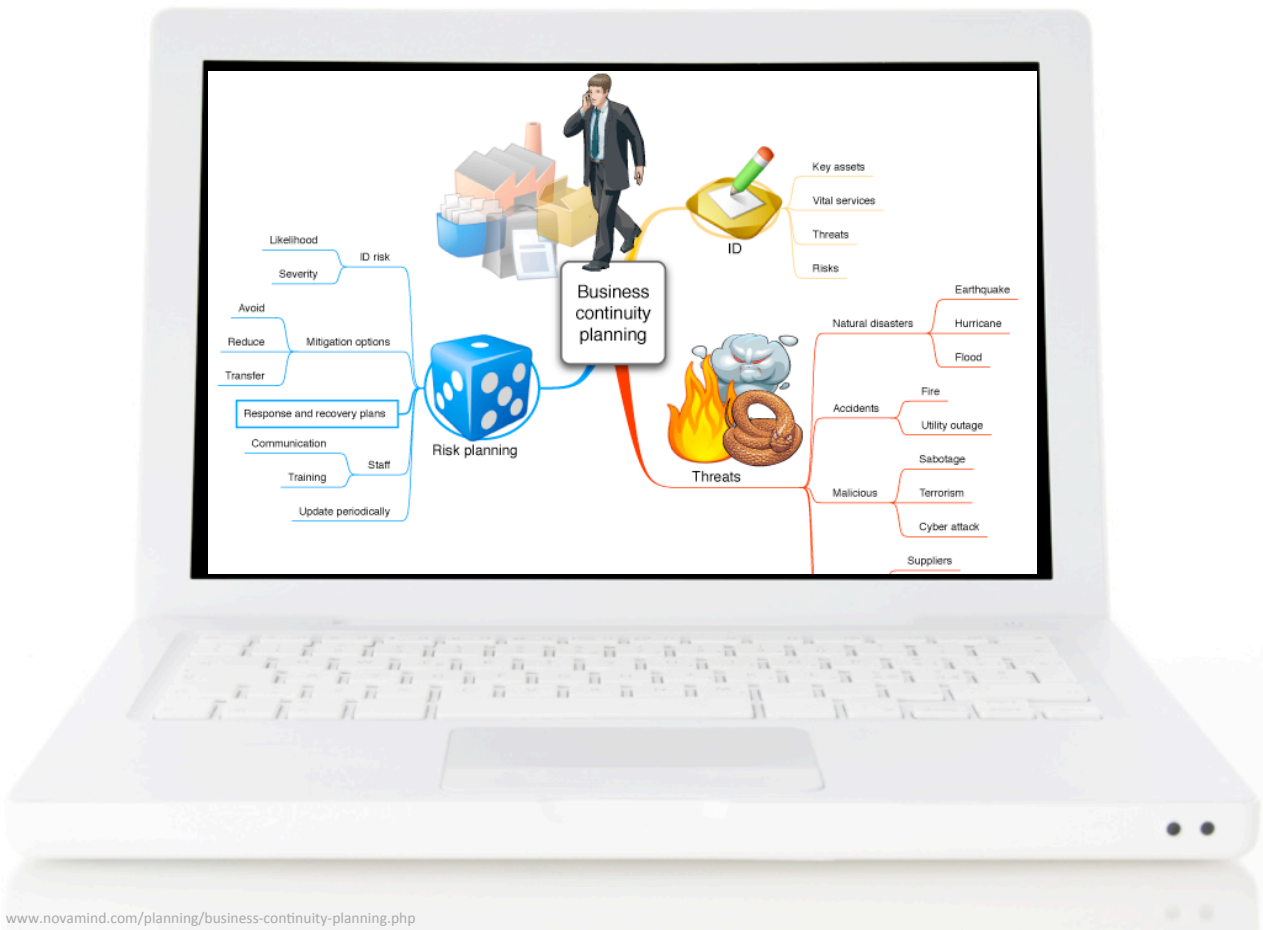 Business
continuity
planning
ID
Key assets
Vital services
Threats
Risks
Threats
Natural disasters
Earthquake
Hurricane
Flood
Accidents
Fire
Utility outage
Malicious
Sabotage
Terrorism
Cyber attack
Suppliers
Risk planning
ID risk
Likelihood
Severity
Mitigation options
Avoid
Reduce
Transfer
Response and recovery plans
Staff
Communication
Training
Update periodically
www.novamind.com/planning/business-continuity-planning.php